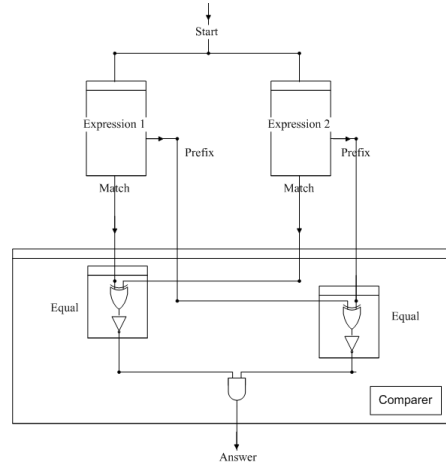 Start
Expression 1
Expression 2
Prefix
Prefix
Match
Match
Equal
Equal
Comparer
Answer